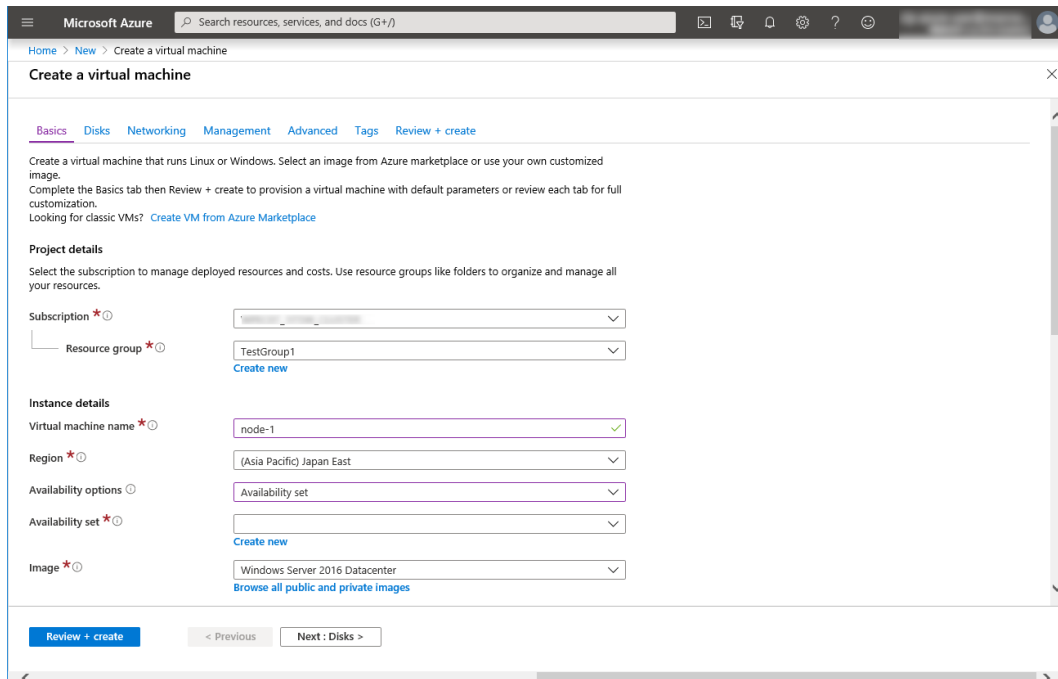 Microsoft Azure
Search resources, services, and docs (G+/)
Home > New > Create a virtual machine
Create a virtual machine
Basics Disks Networking Management Advanced Tags Review + create
Create a virtual machine that runs Linux or Windows. Select an image from Azure marketplace or use your own customized
image.
Complete the Basics tab then Review + create to provision a virtual machine with default parameters or review each tab for full
customization.
Looking for classic VMs? Create VM from Azure Marketplace
Project details
Select the subscription to manage deployed resources and costs. Use resource groups like folders to organize and manage all
your resources.
Subscription *
Resource group * TestGroup1
Create new
Instance details
Virtual machine name * node-1
Region * (Asia Pacific) Japan East
Availability options Availability set
Availability set *
Create new
Image * Windows Server 2016 Datacenter
Browse all public and private images
Review + create < Previous Next : Disks >